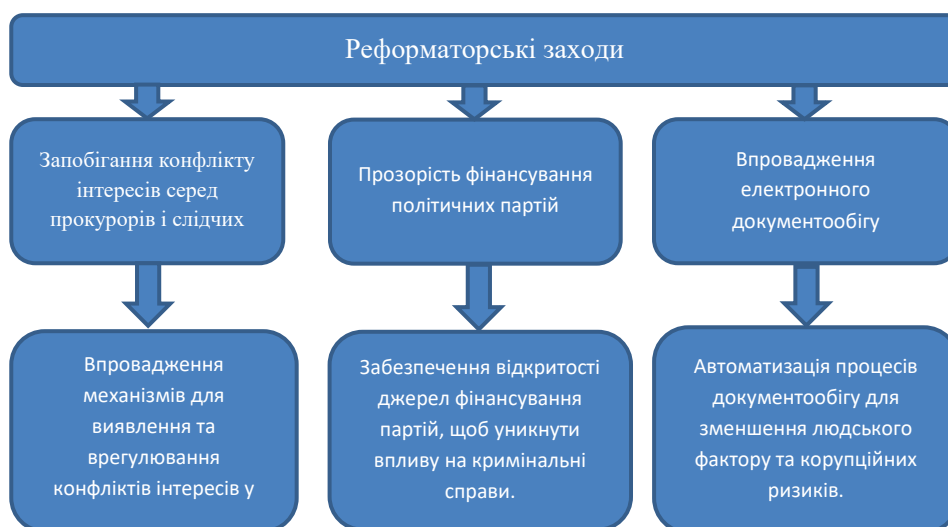 Реформаторські заходи
Запобігання конфлікту
інтересів серед
прокурорів і слідчих
Прозорість фінансування
політичних партій
Впровадження
електронного
документообігу
Впровадження
механізмів для
виявлення та
врегулювання
конфліктів інтересів у
Забезпечення відкритості
джерел фінансування
партій, щоб уникнути
впливу на кримінальні
справи.
Автоматизація процесів
документообігу для
зменшення людського
фактору та корупційних
ризиків.